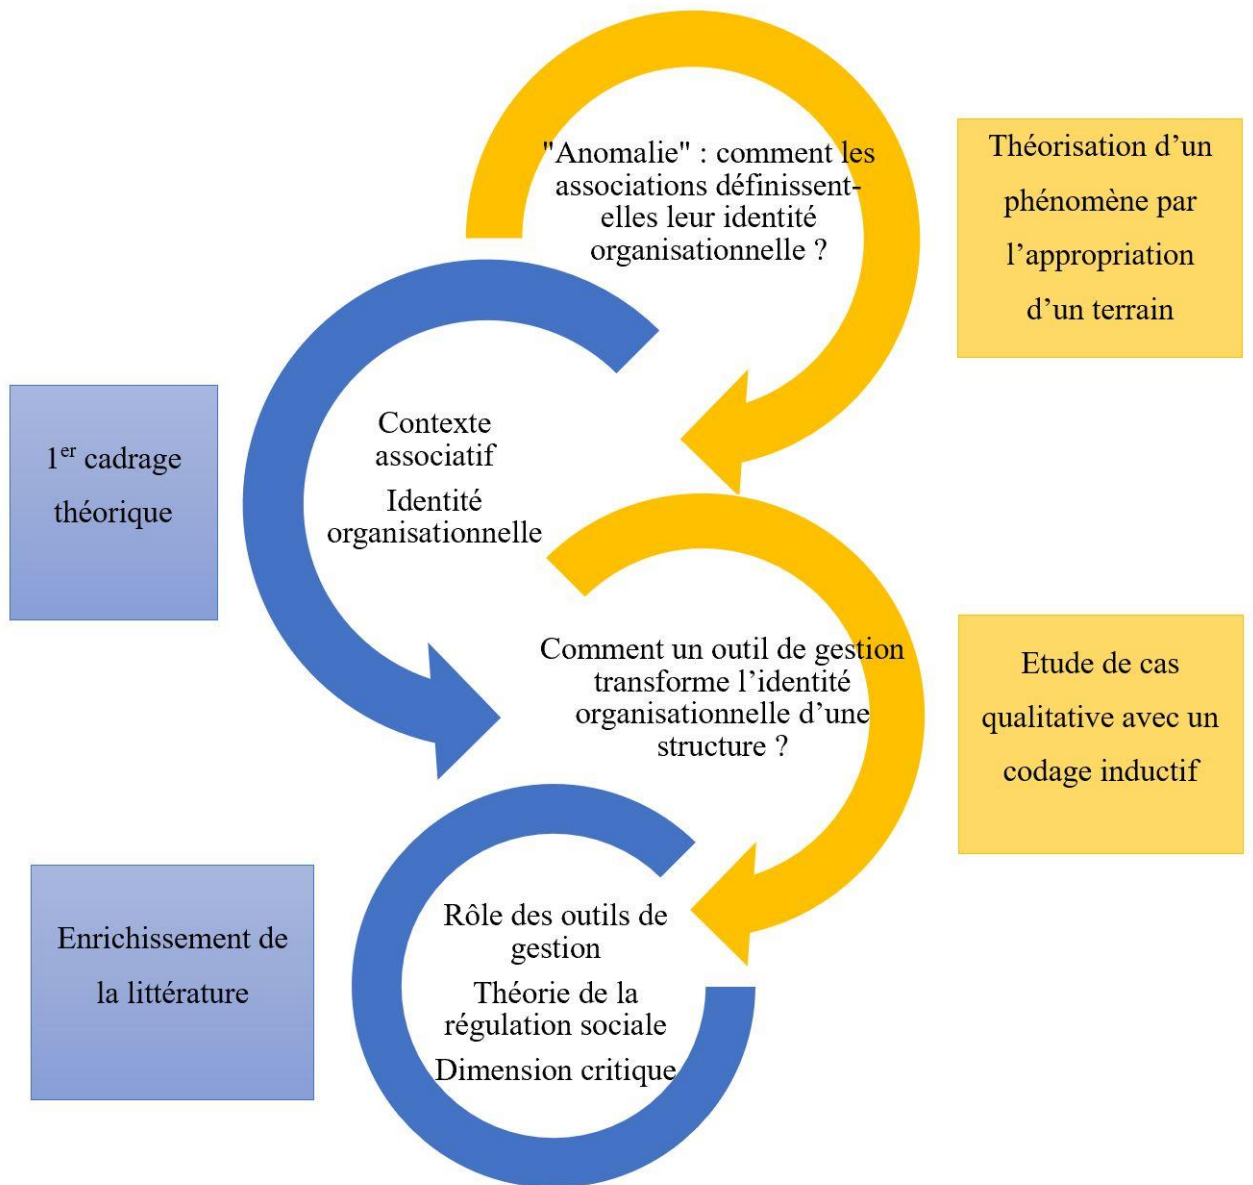 "Anomalie" : comment les
associations définissent-
elles leur identité
organisationnelle ?
Théorisation d’un
phénomène par
l’appropriation
d’un terrain
1er cadrage
théorique
Contexte
associatif
Identité
organisationnelle
Comment un outil de gestion
transforme l’identité
organisationnelle d’une
structure ?
Etude de cas
qualitative avec un
codage inductif
Enrichissement de
la littérature
Rôle des outils de
gestion
Théorie de la
régulation sociale
Dimension critique